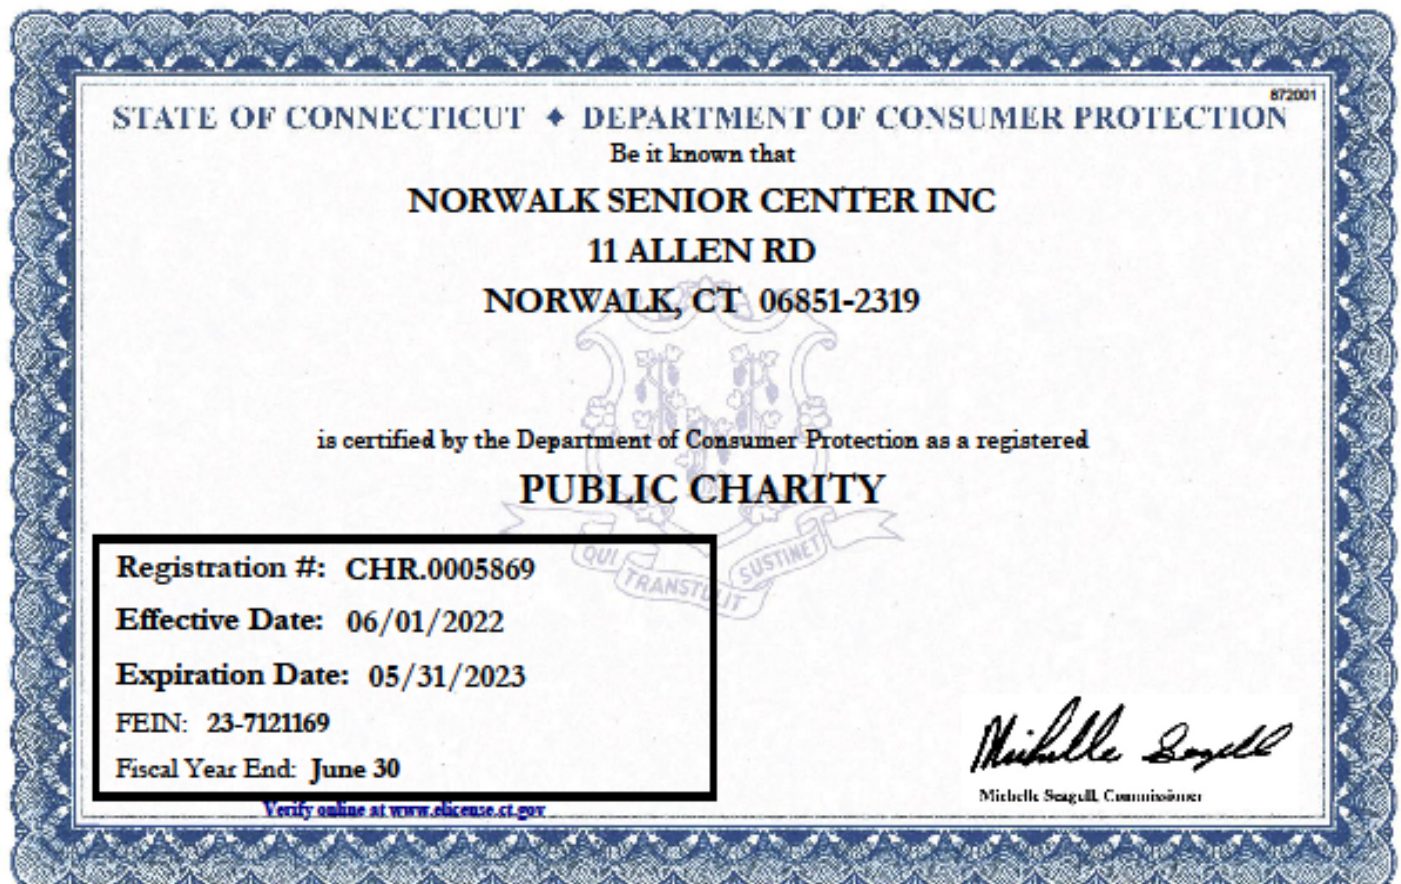 872001
STATE OF CONNECTICUT ✦ DEPARTMENT OF CONSUMER PROTECTION
Be it known that
NORWALK SENIOR CENTER INC
11 ALLEN RD
NORWALK, CT 06851-2319
is certified by the Department of Consumer Protection as a registered
PUBLIC CHARITY
QUI TRANSTULIT SUSTINET
Registration #: CHR.0005869
Effective Date: 06/01/2022
Expiration Date: 05/31/2023
FEIN: 23-7121169
Fiscal Year End: June 30
Verify online at www.elicense.ct.gov
Michelle Seagull
Michelle Seagull, Commissioner